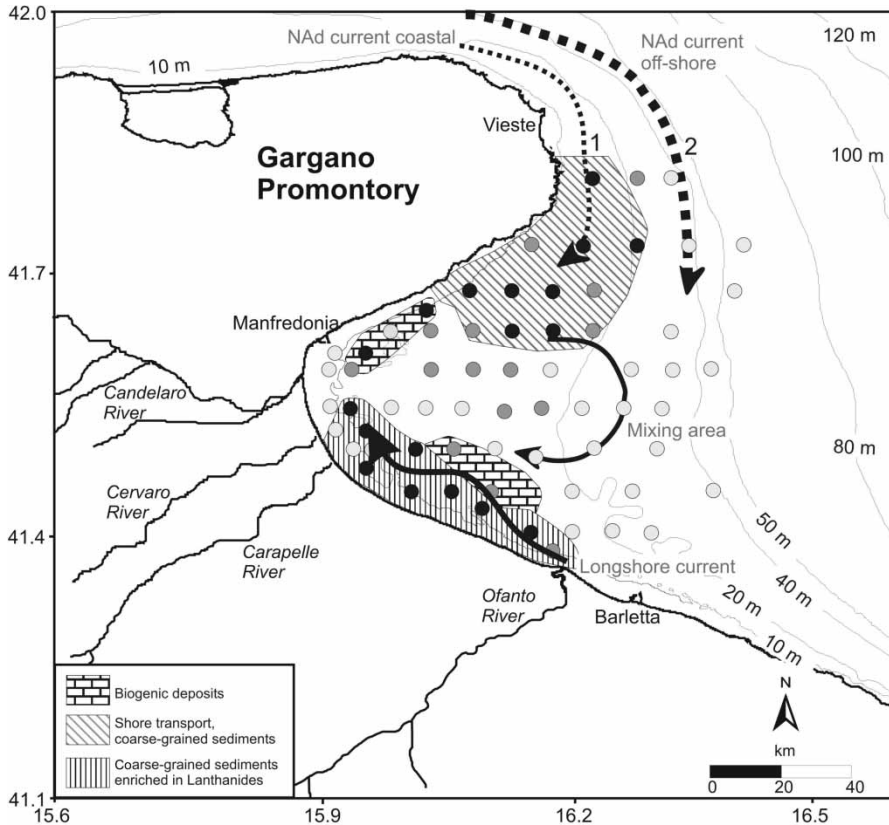 42.0
NAd current coastal
NAd current
off-shore
120 m
10 m
Vieste
1
2
100 m
Gargano
Promontory
41.7
Manfredonia
Candelaro
River
Mixing area
80 m
Cervaro
River
Carapelle
River
41.4
50 m
Longshore current
40 m
Ofanto
River
20 m
Barletta
10 m
Biogenic deposits
Shore transport,
coarse-grained sediments
Coarse-grained sediments
enriched in Lanthanides
N
km
0 20 40
41.1
15.6 15.9 16.2 16.5